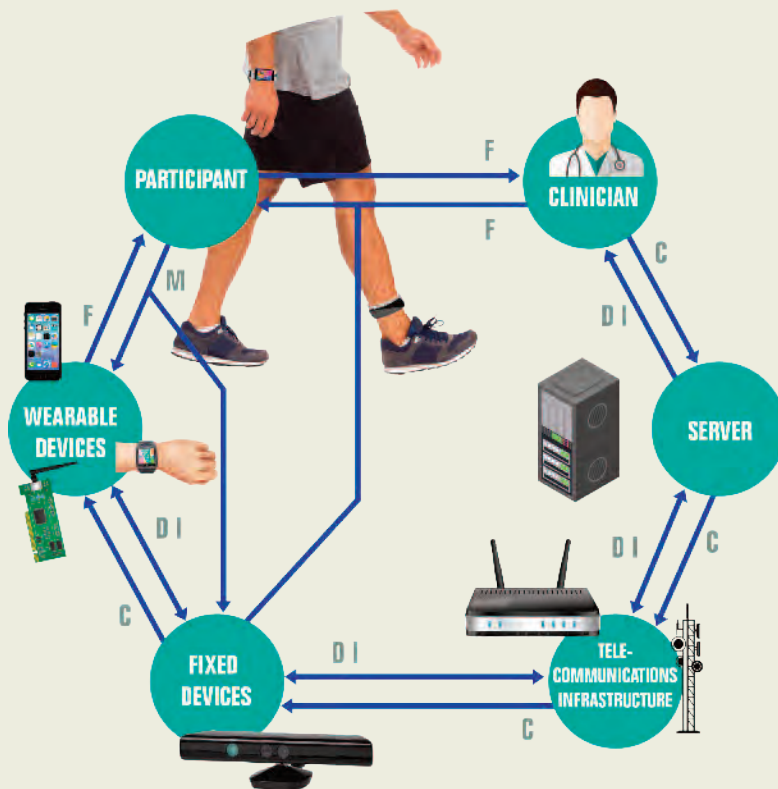 F
PARTICIPANT
CLINICIAN
F
C
M
F
D I
WEARABLE
DEVICES
SERVER
D I
D I
C
C
FIXED
DEVICES
D I
TELE-
COMMUNICATIONS
INFRASTRUCTURE
C